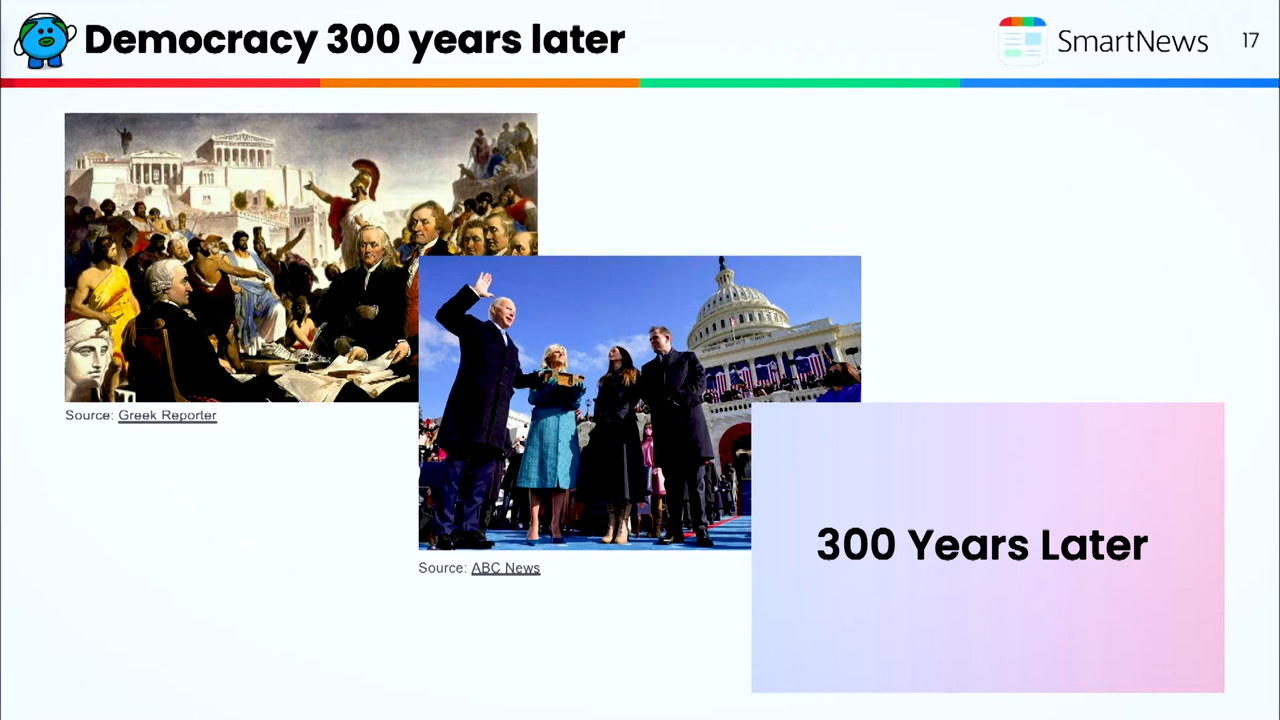 Democracy 300 years later
SmartNews
17
Source: Greek Reporter
Source: ABC News
300 Years Later